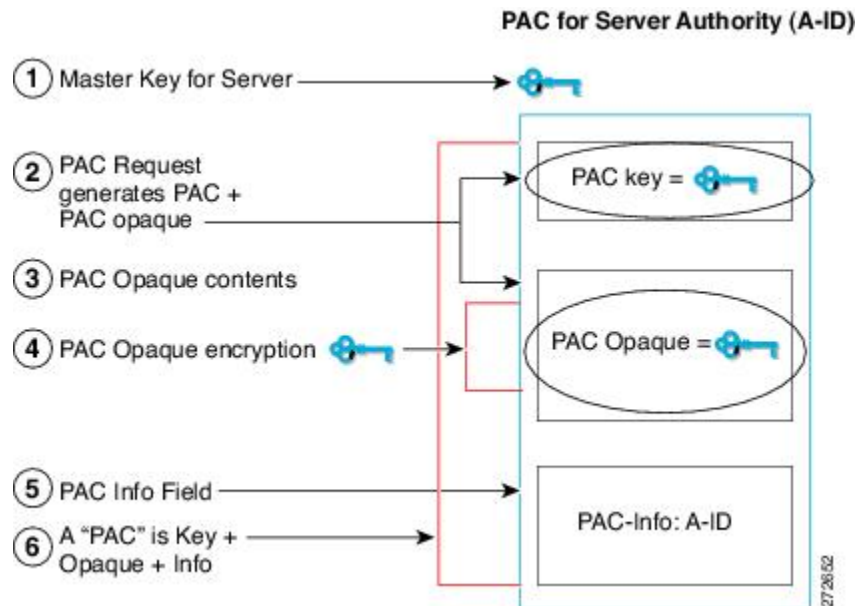 PAC for Server Authority (A-ID)
1 Master Key for Server
2 PAC Request
generates PAC +
PAC opaque
PAC key =
3 PAC Opaque contents
4 PAC Opaque encryption
PAC Opaque =
5 PAC Info Field
PAC-Info: A-ID
6 A “PAC” is Key +
Opaque + Info
272652